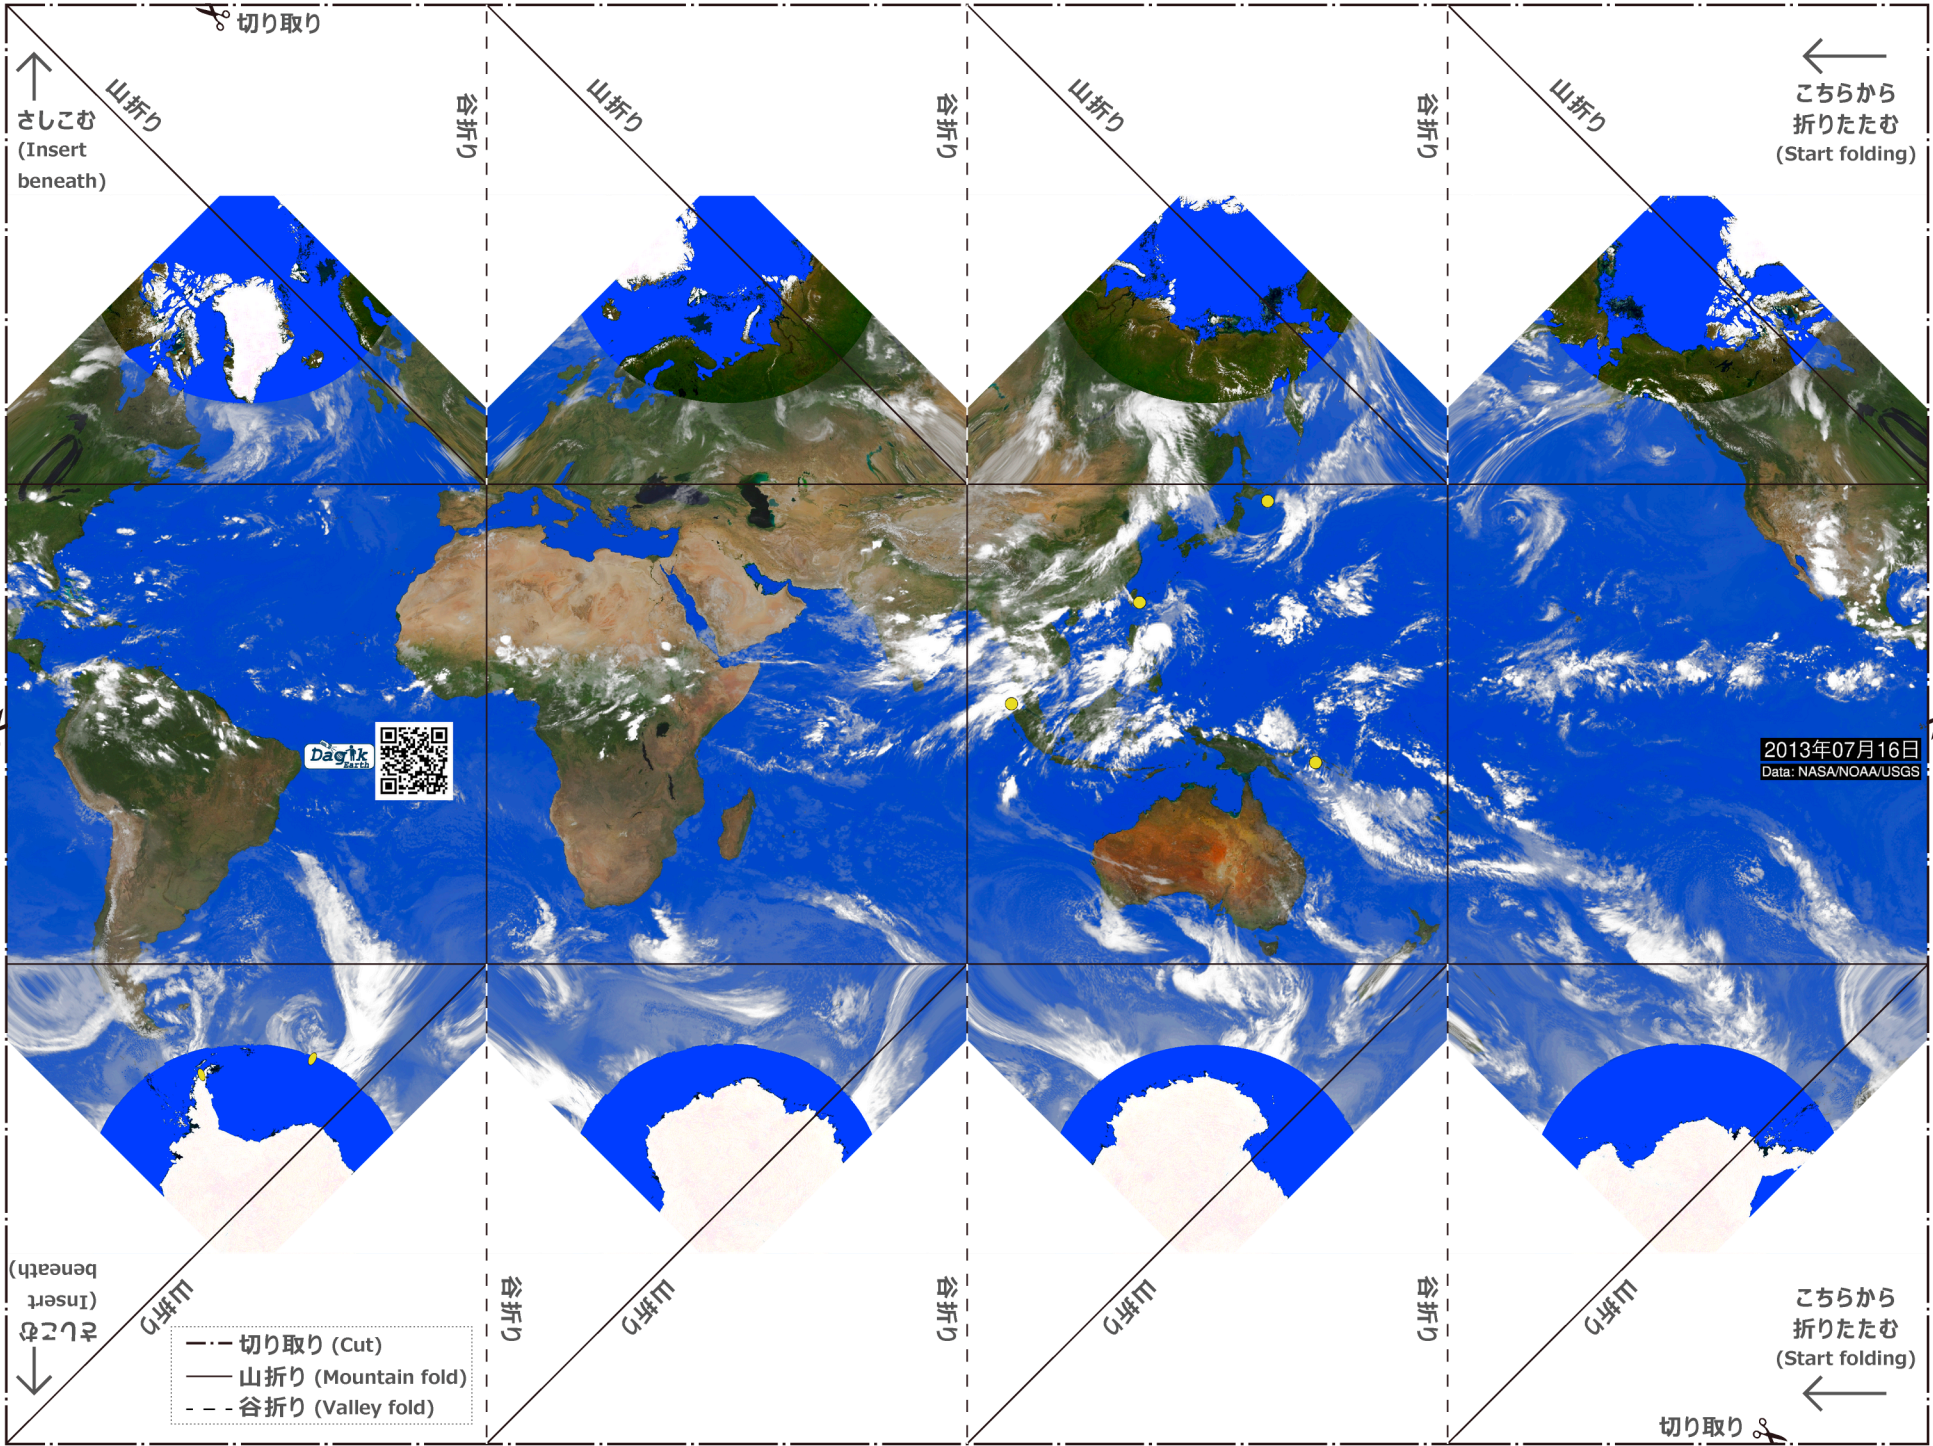 切り取り
山折り
谷折り
山折り
谷折り
山折り
谷折り
山折り
さしこむ
(Insert
beneath)
こちらから
折りたたむ
(Start folding)
Dagik
Earth
2013年07月16日
Data: NASA/NOAA/USGS
さしこむ
(Insert
beneath)
山折り
谷折り
山折り
谷折り
山折り
谷折り
山折り
こちらから
折りたたむ
(Start folding)
切り取り (Cut)
山折り (Mountain fold)
谷折り (Valley fold)
切り取り